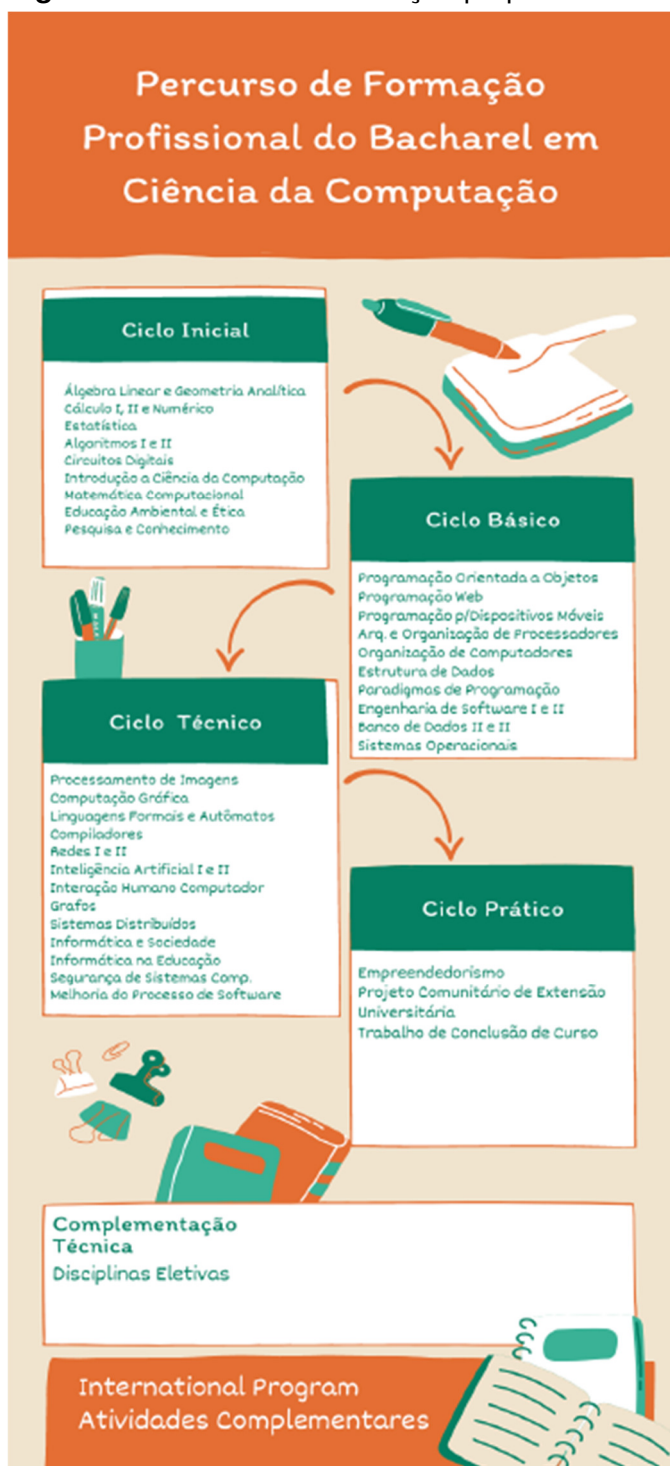 Percurso de Formação
Profissional do Bacharel em
Ciência da Computação
Ciclo Inicial
Álgebra Linear e Geometria Analítica
Cálculo I, II e Numérico
Estatística
Algoritmos I e II
Circuitos Digitais
Introdução a Ciência da Computação
Matemática Computacional
Educação Ambiental e Ética
Pesquisa e Conhecimento
Ciclo Básico
Programação Orientada a Objetos
Programação Web
Programação p/Dispositivos Móveis
Arq. e Organização de Processadores
Organização de Computadores
Estrutura de Dados
Paradigmas de Programação
Engenharia de Software I e II
Banco de Dados II e II
Sistemas Operacionais
Ciclo Técnico
Processamento de Imagens
Computação Gráfica
Linguagens Formais e Autômatos
Compiladores
Redes I e II
Inteligência Artificial I e II
Interação Humano Computador
Grafos
Sistemas Distribuídos
Informática e Sociedade
Informática na Educação
Segurança de Sistemas Comp.
Melhoria do Processo de Software
Ciclo Prático
Empreendedorismo
Projeto Comunitário de Extensão
Universitária
Trabalho de Conclusão de Curso
Complementação
Técnica
Disciplinas Eletivas
International Program
Atividades Complementares